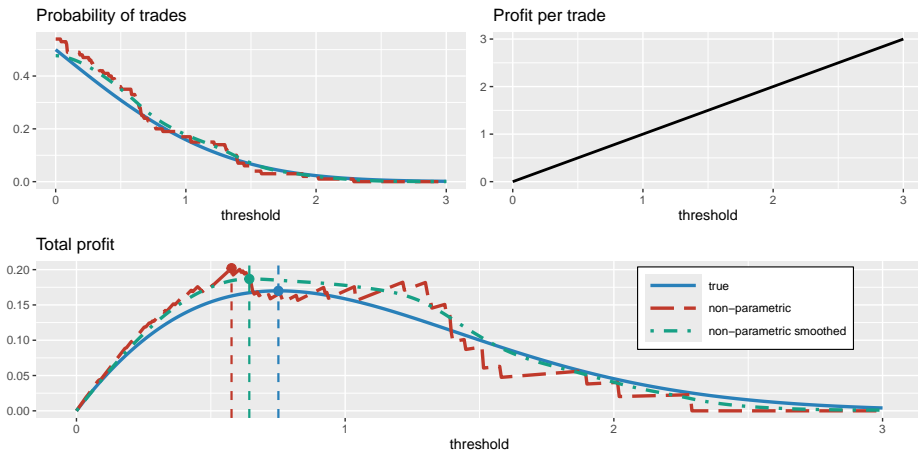 Probability of trades
0.4
0.2
0.0
0 1 2 3
threshold
Profit per trade
3
2
1
0
0 1 2 3
threshold
Total profit
0.20
0.15
0.10
0.05
0.00
0 1 2 3
threshold
true
non−parametric
non−parametric smoothed